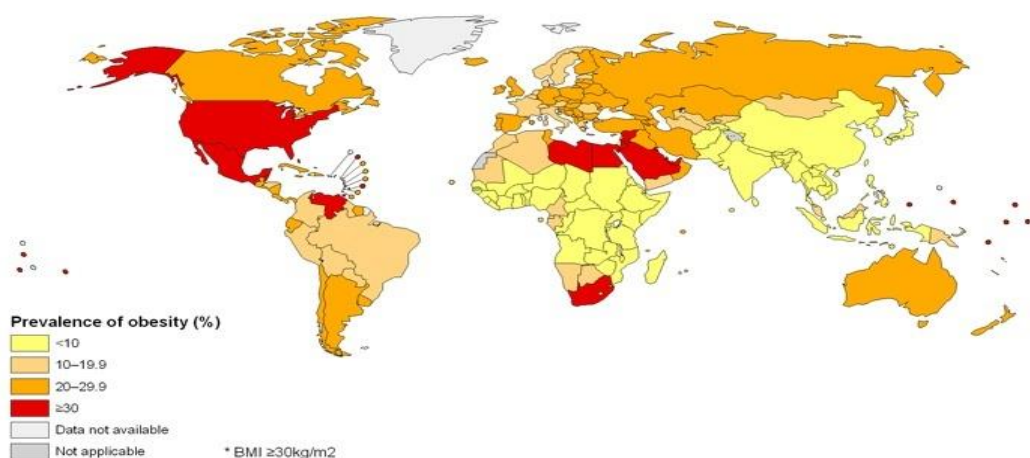 Prevalence of obesity (%)
<10
10–19.9
20–29.9
≥30
Data not available
Not applicable
* BMI ≥30kg/m2